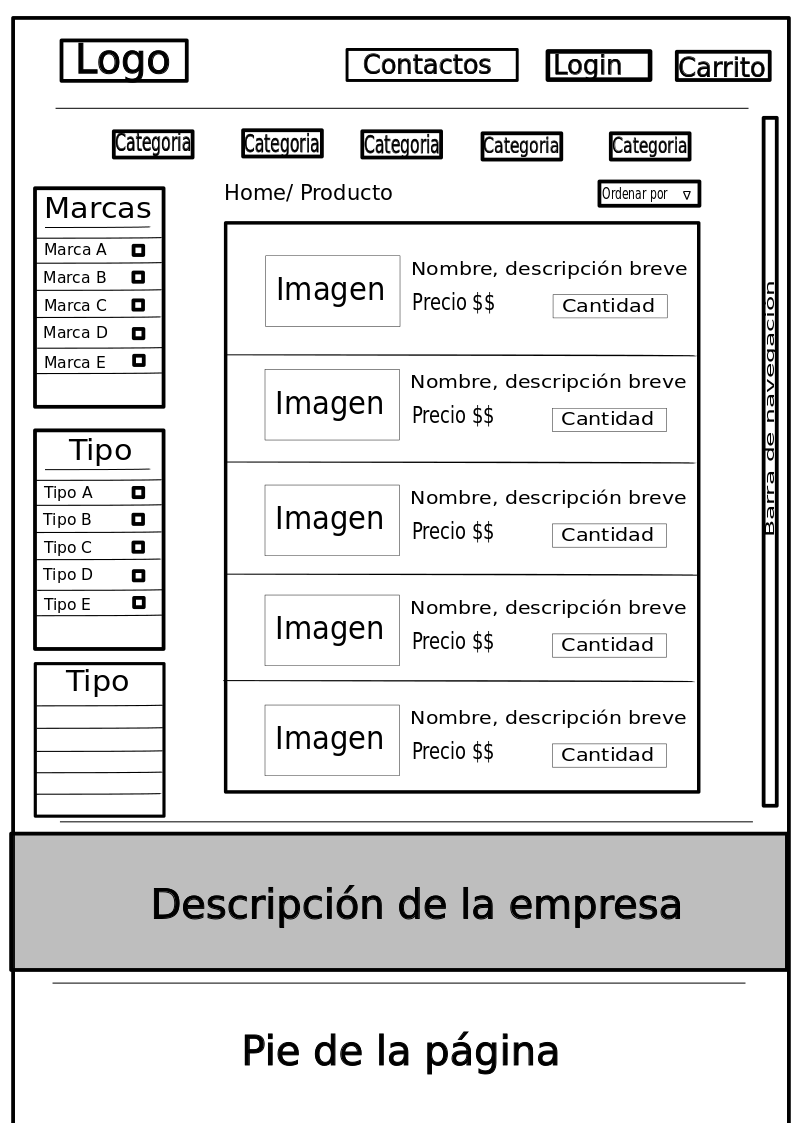 Logo
Contactos
Login
Carrito
Categoria
Categoria
Categoria
Categoria
Categoria
Home/ Producto
Ordenar por
Marcas
Marca A
Marca B
Marca C
Marca D
Marca E
Tipo
Tipo A
Tipo B
Tipo C
Tipo D
Tipo E
Tipo
Imagen
Nombre, descripción breve
Precio $$
Cantidad
Imagen
Nombre, descripción breve
Precio $$
Cantidad
Imagen
Nombre, descripción breve
Precio $$
Cantidad
Imagen
Nombre, descripción breve
Precio $$
Cantidad
Imagen
Nombre, descripción breve
Precio $$
Cantidad
Barra de navegacion
Descripción de la empresa
Pie de la página